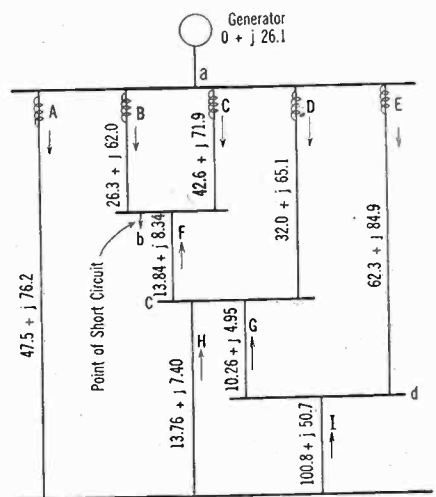 Generator
0 + j 26.1
a
A
B
C
D
E
26.3 + j 62.0
42.6 + j 71.9
32.0 + j 65.1
62.3 + j 84.9
47.5 + j 76.2
b
Point of Short Circuit
F
13.84 + j 8.34
C
H
13.76 + j 7.40
G
10.26 + j 4.95
d
I
100.8 + j 50.7